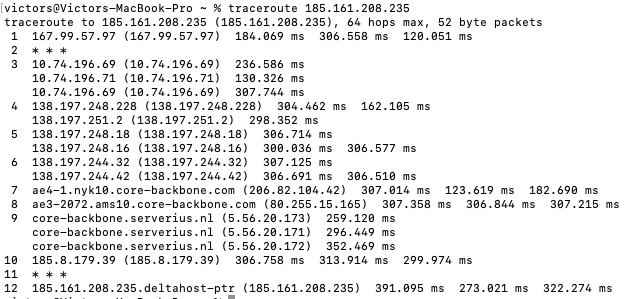 victors@Victors-MacBook-Pro ~ % traceroute 185.161.208.235
traceroute to 185.161.208.235 (185.161.208.235), 64 hops max, 52 byte packets
1 167.99.57.97 (167.99.57.97) 184.069 ms 306.558 ms 120.051 ms
2 * * *
3 10.74.196.69 (10.74.196.69) 236.586 ms
10.74.196.71 (10.74.196.71) 130.326 ms
10.74.196.69 (10.74.196.69) 307.744 ms
4 138.197.248.228 (138.197.248.228) 304.462 ms 162.105 ms
138.197.251.2 (138.197.251.2) 298.352 ms
5 138.197.248.18 (138.197.248.18) 306.714 ms
138.197.248.16 (138.197.248.16) 300.036 ms 306.577 ms
6 138.197.244.32 (138.197.244.32) 307.125 ms
138.197.244.42 (138.197.244.42) 306.691 ms 306.510 ms
7 ae4-1.nyk10.core-backbone.com (206.82.104.42) 307.014 ms 123.619 ms 182.690 ms
8 ae3-2072.ams10.core-backbone.com (80.255.15.165) 307.358 ms 306.844 ms 307.215 ms
9 core-backbone.serverius.nl (5.56.20.173) 259.120 ms
core-backbone.serverius.nl (5.56.20.171) 296.449 ms
core-backbone.serverius.nl (5.56.20.172) 352.469 ms
10 185.8.179.39 (185.8.179.39) 306.758 ms 313.914 ms 299.974 ms
11 * * *
12 185.161.208.235.deltahost-ptr (185.161.208.235) 391.095 ms 273.021 ms 322.274 ms